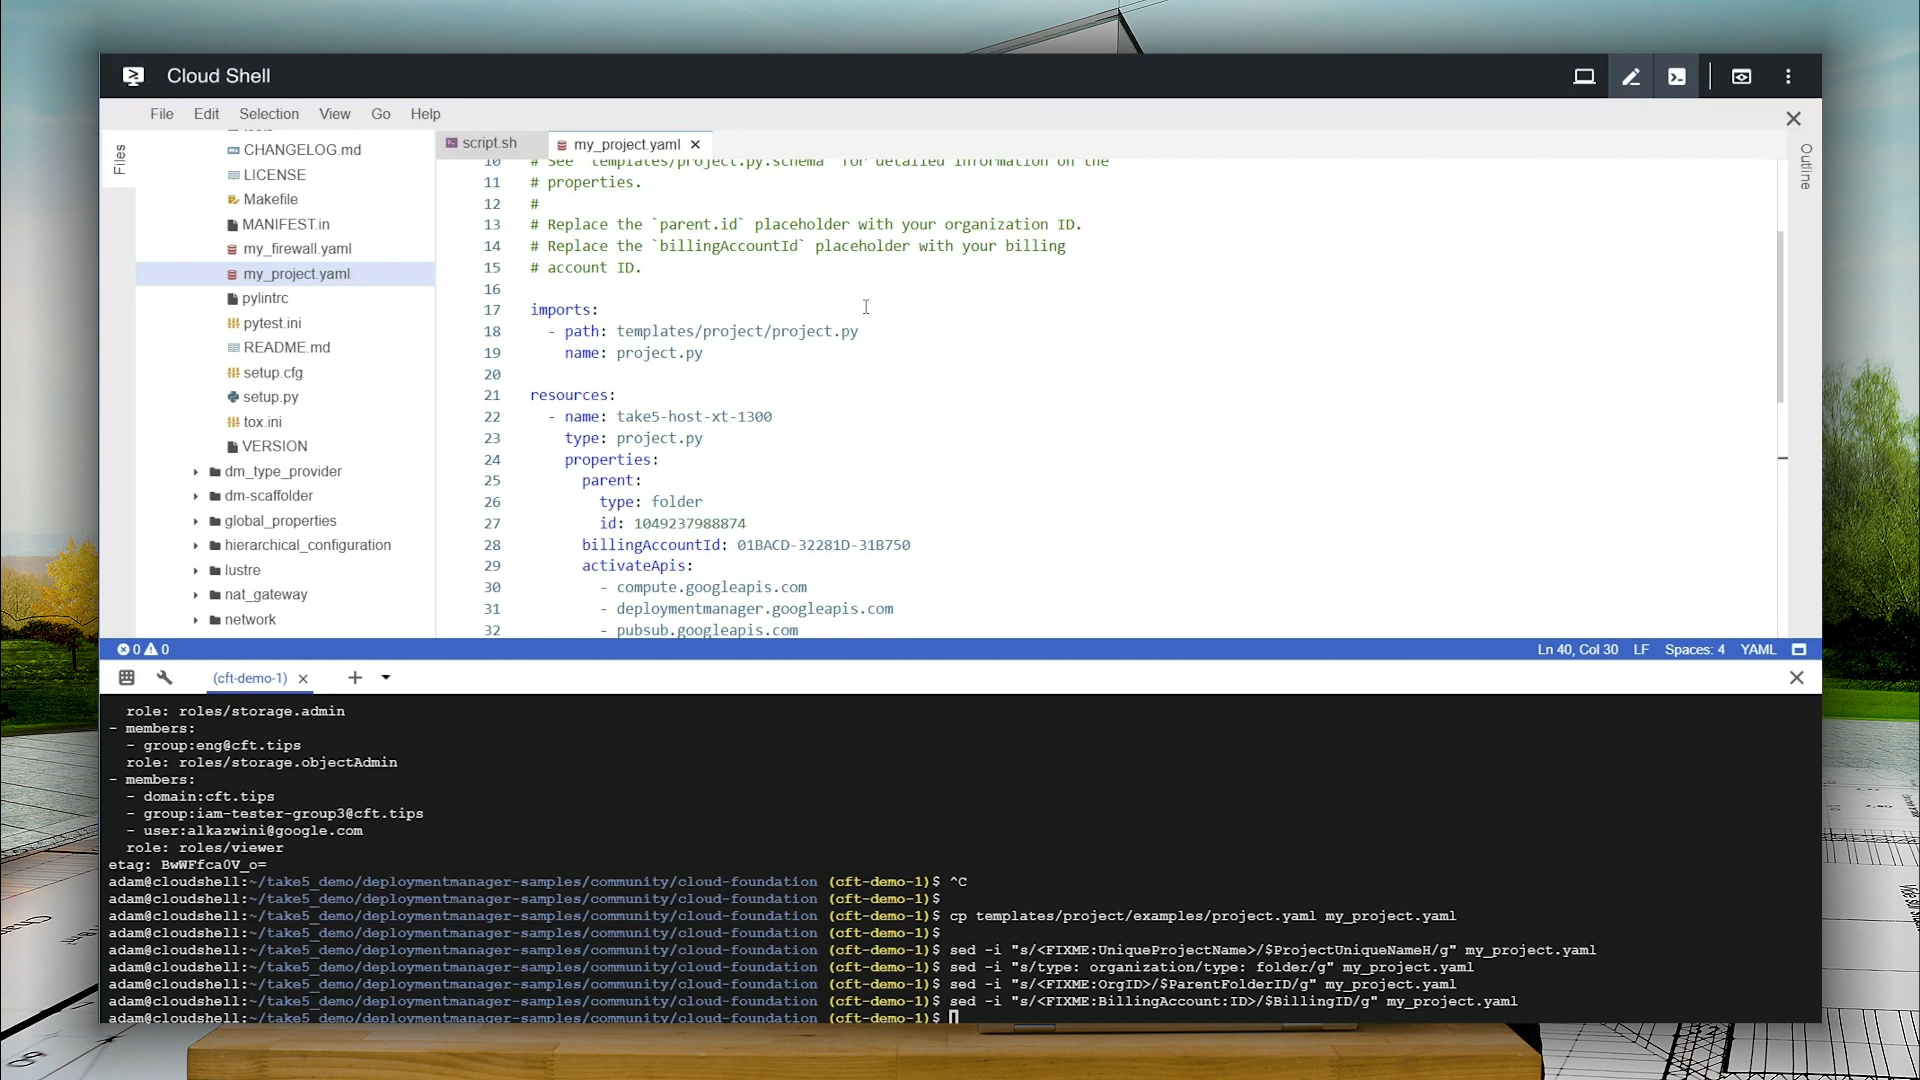 Cloud Shell
File Edit Selection View Go Help
Files
CHANGELOG.md
LICENSE
Makefile
MANIFEST.in
my_firewall.yaml
my_project.yaml
pylintrc
pytest.ini
README.md
setup.cfg
setup.py
tox.ini
VERSION
dm_type_provider
dm-scaffolder
global_properties
hierarchical_configuration
lustre
nat_gateway
network
script.sh
my_project.yaml
10 # See `templates/project.py.schema` for detailed information on the
11 # properties.
12 #
13 # Replace the `parent.id` placeholder with your organization ID.
14 # Replace the `billingAccountId` placeholder with your billing
15 # account ID.
16
17 imports:
18 - path: templates/project/project.py
19 name: project.py
20
21 resources:
22 - name: take5-host-xt-1300
23 type: project.py
24 properties:
25 parent:
26 type: folder
27 id: 1049237988874
28 billingAccountId: 01BACD-32281D-31B750
29 activateApis:
30 - compute.googleapis.com
31 - deploymentmanager.googleapis.com
32 - pubsub.googleapis.com
Outline
0 0 Ln 40, Col 30 LF Spaces: 4 YAML
(cft-demo-1)
role: roles/storage.admin
- members:
- group:eng@cft.tips
role: roles/storage.objectAdmin
- members:
- domain:cft.tips
- group:iam-tester-group3@cft.tips
- user:alkazwini@google.com
role: roles/viewer
etag: BwWFfca0V_o=
adam@cloudshell:~/take5_demo/deploymentmanager-samples/community/cloud-foundation (cft-demo-1)$ ^C
adam@cloudshell:~/take5_demo/deploymentmanager-samples/community/cloud-foundation (cft-demo-1)$
adam@cloudshell:~/take5_demo/deploymentmanager-samples/community/cloud-foundation (cft-demo-1)$ cp templates/project/examples/project.yaml my_project.yaml
adam@cloudshell:~/take5_demo/deploymentmanager-samples/community/cloud-foundation (cft-demo-1)$
adam@cloudshell:~/take5_demo/deploymentmanager-samples/community/cloud-foundation (cft-demo-1)$ sed -i "s/<FIXME:UniqueProjectName>/$ProjectUniqueNameH/g" my_project.yaml
adam@cloudshell:~/take5_demo/deploymentmanager-samples/community/cloud-foundation (cft-demo-1)$ sed -i "s/type: organization/type: folder/g" my_project.yaml
adam@cloudshell:~/take5_demo/deploymentmanager-samples/community/cloud-foundation (cft-demo-1)$ sed -i "s/<FIXME:OrgID>/$ParentFolderID/g" my_project.yaml
adam@cloudshell:~/take5_demo/deploymentmanager-samples/community/cloud-foundation (cft-demo-1)$ sed -i "s/<FIXME:BillingAccount:ID>/$BillingID/g" my_project.yaml
adam@cloudshell:~/take5_demo/deploymentmanager-samples/community/cloud-foundation (cft-demo-1)$